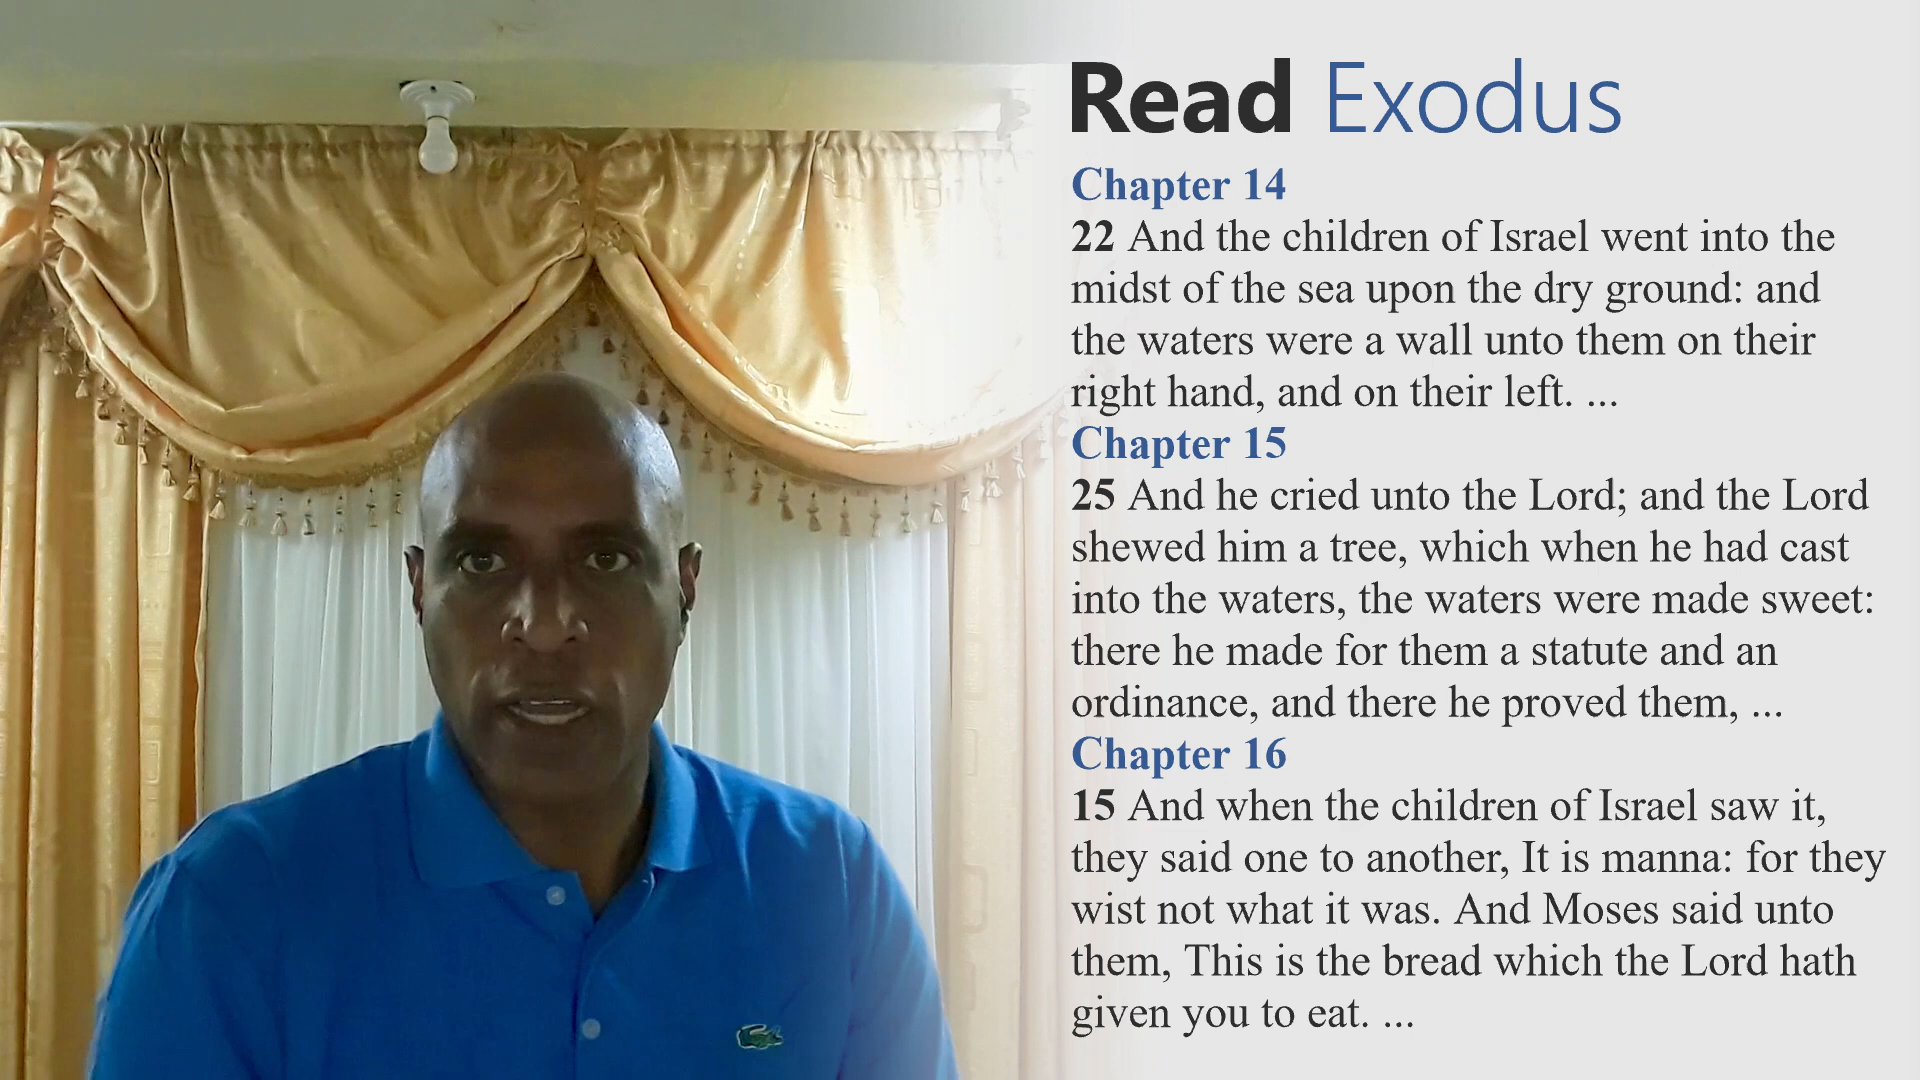 Read Exodus
Chapter 14
22 And the children of Israel went into the
midst of the sea upon the dry ground: and
the waters were a wall unto them on their
right hand, and on their left. ...
Chapter 15
25 And he cried unto the Lord; and the Lord
shewed him a tree, which when he had cast
into the waters, the waters were made sweet:
there he made for them a statute and an
ordinance, and there he proved them, ...
Chapter 16
15 And when the children of Israel saw it,
they said one to another, It is manna: for they
wist not what it was. And Moses said unto
them, This is the bread which the Lord hath
given you to eat. ...